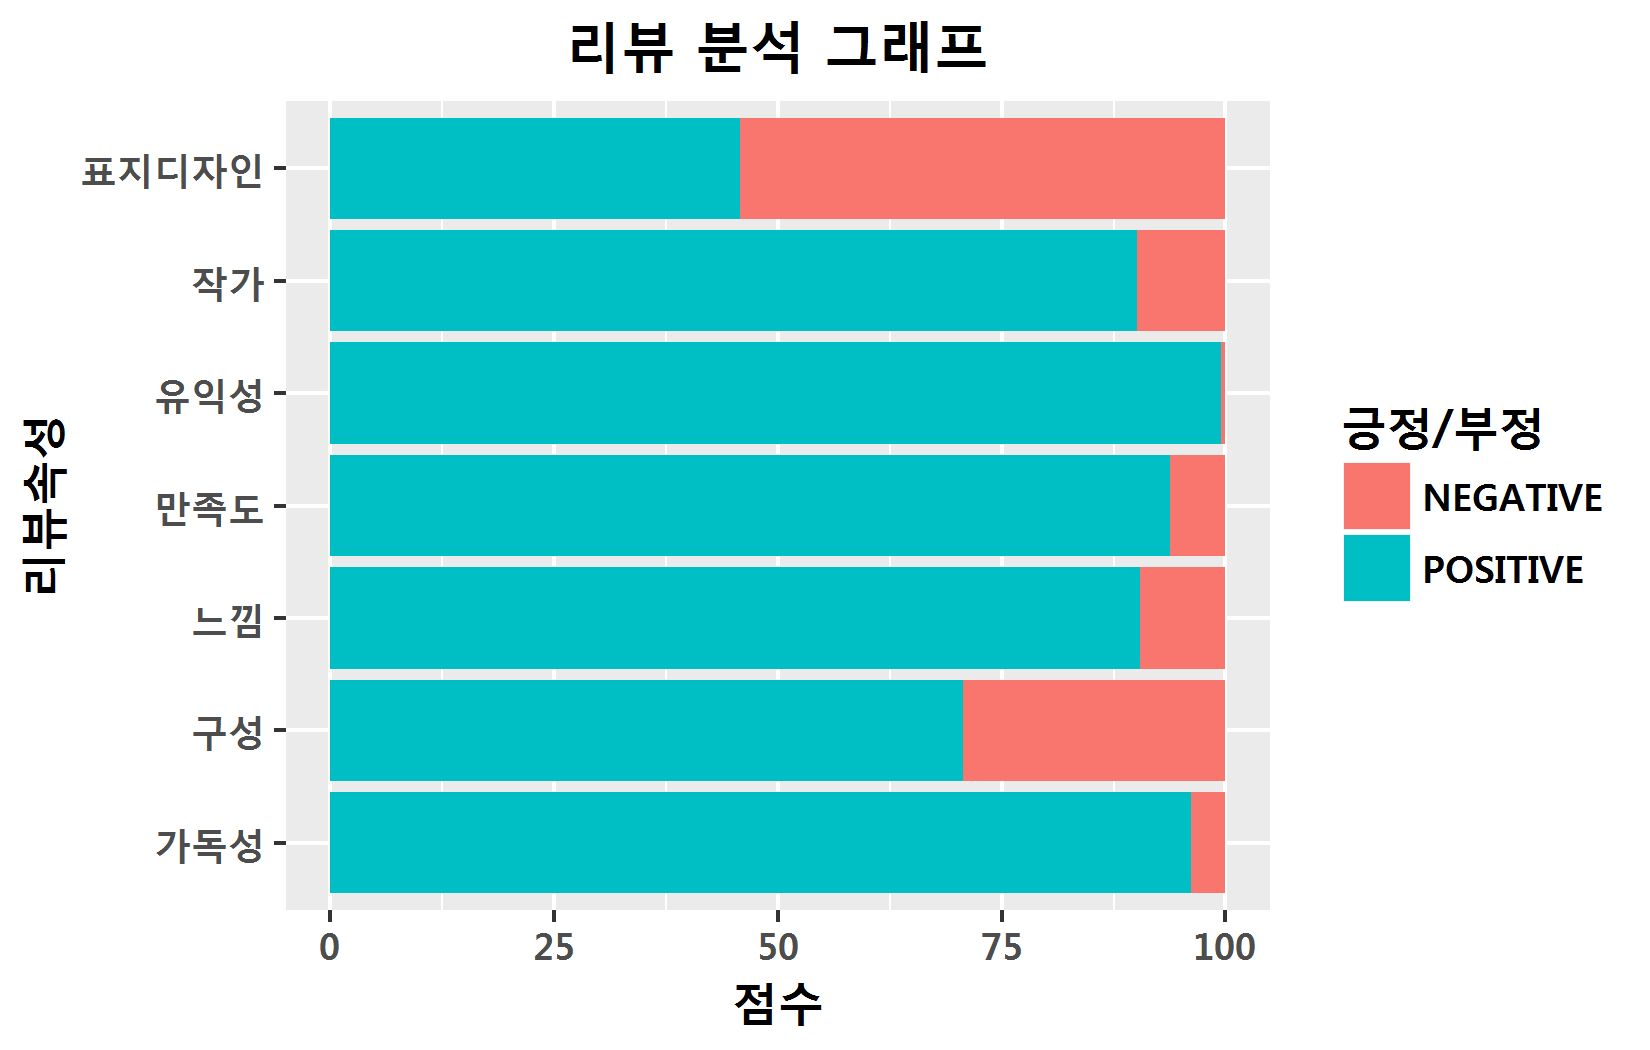 리뷰 분석 그래프
리뷰속성
표지디자인
작가
유익성
만족도
느낌
구성
가독성
0 25 50 75 100
점수
긍정/부정
NEGATIVE
POSITIVE